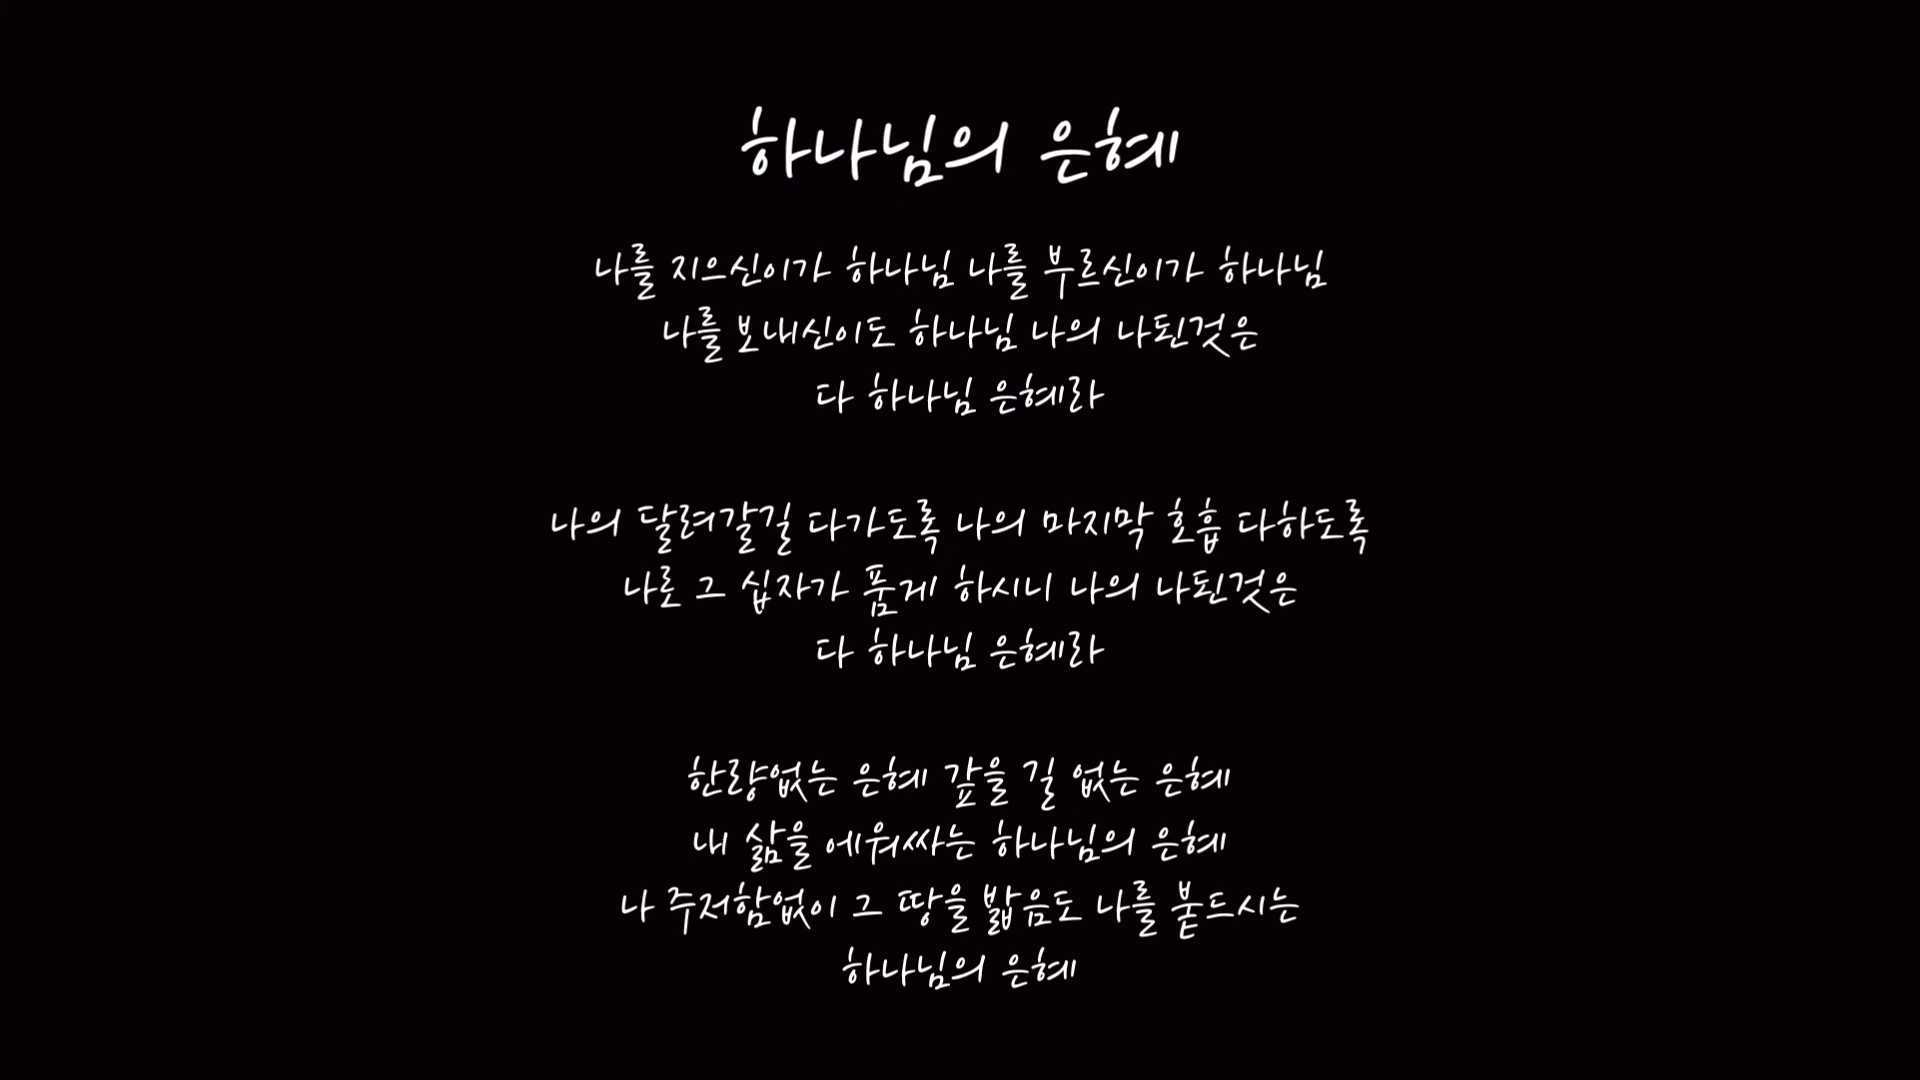 하나님의 은혜
나를 지으신이가 하나님 나를 부르신이가 하나님
나를 보내신이도 하나님 나의 나된것은
다 하나님 은혜라
나의 달려갈길 다가도록 나의 마지막 호흡 다하도록
나로 그 십자가 품게 하시니 나의 나된것은
다 하나님 은혜라
한량없는 은혜 갚을 길 없는 은혜
내 삶을 에워싸는 하나님의 은혜
나 주저함없이 그 땅을 밟음도 나를 붙드시는
하나님의 은혜